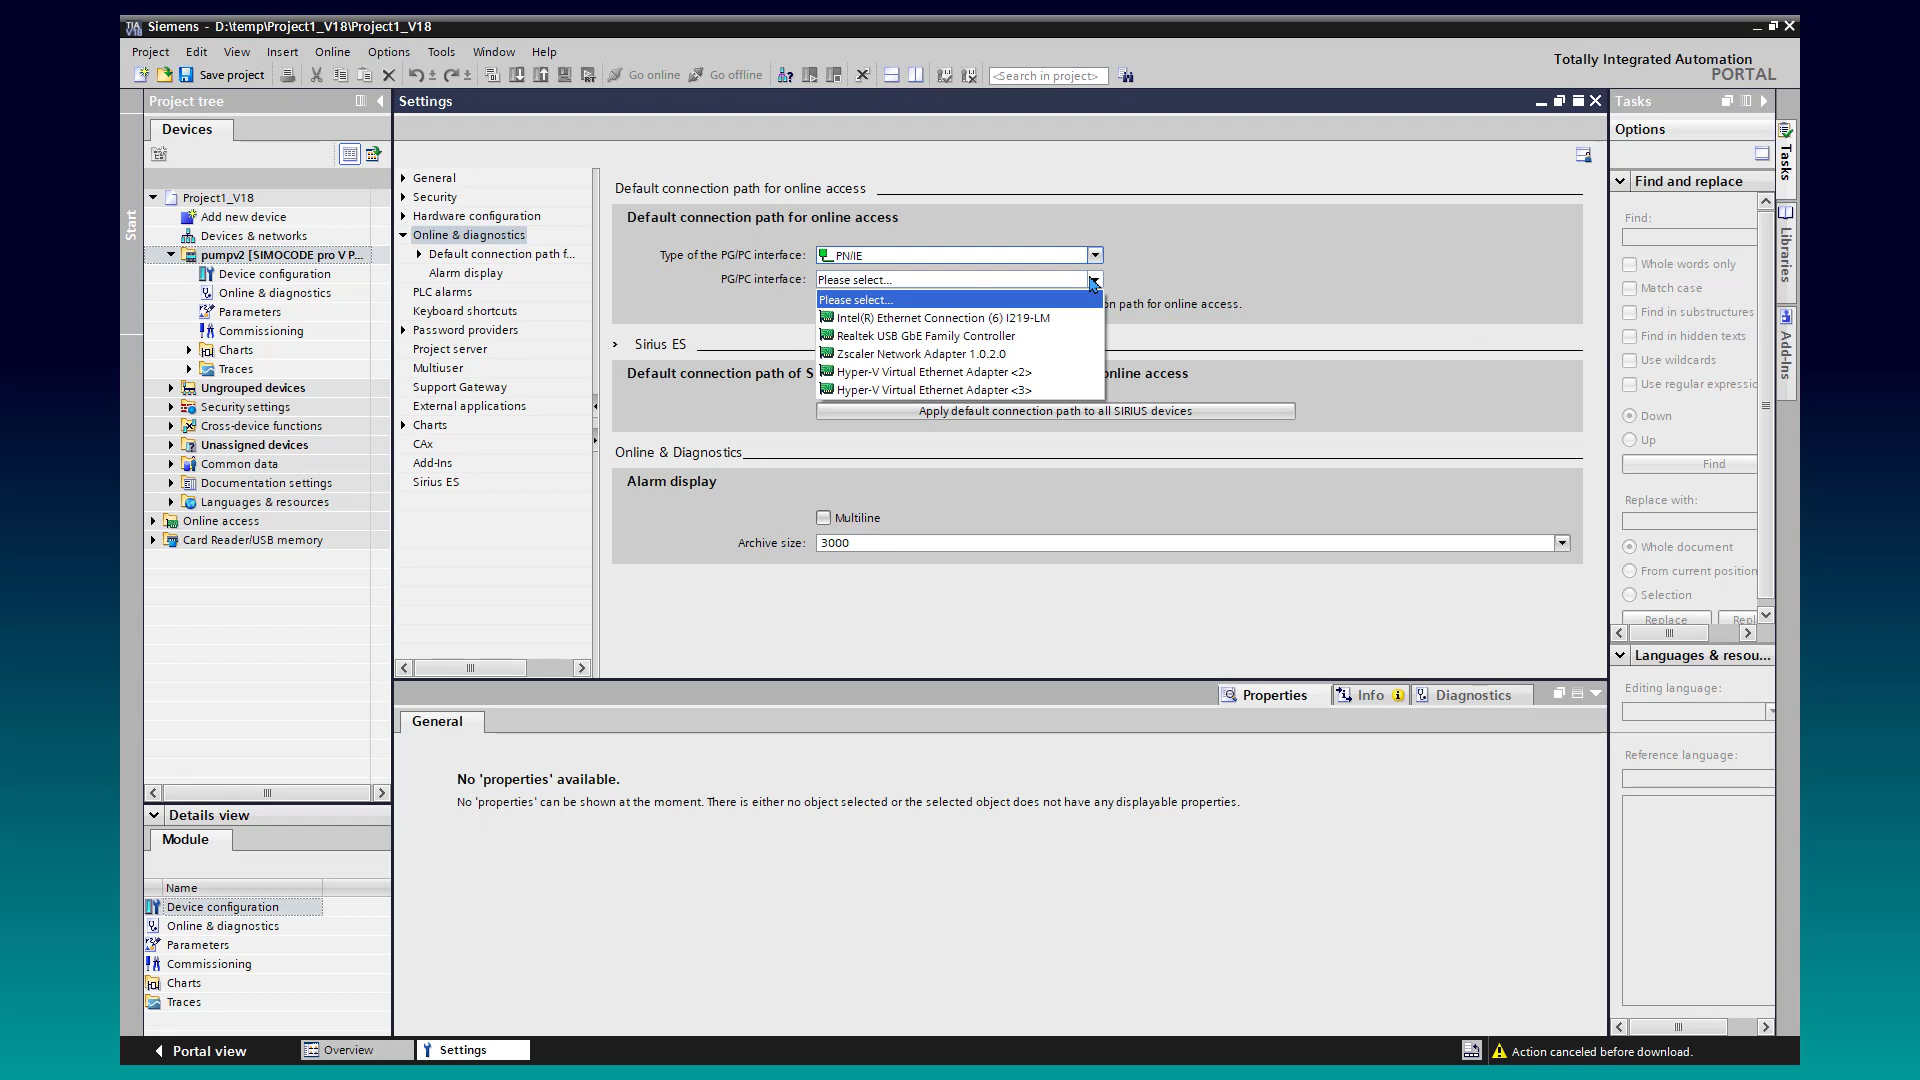 Siemens - D:\temp\Project1_V18\Project1_V18
Project Edit View Insert Online Options Tools Window Help
Totally Integrated Automation
PORTAL
Save project
Go online
Go offline
<Search in project>
Project tree
Settings
Tasks
Devices
Options
Start
Project1_V18
Add new device
Devices & networks
pumpv2 [SIMOCODE pro V P...
Device configuration
Online & diagnostics
Parameters
Commissioning
Charts
Traces
Ungrouped devices
Security settings
Cross-device functions
Unassigned devices
Common data
Documentation settings
Languages & resources
Online access
Card Reader/USB memory
Details view
Module
Name
Device configuration
Online & diagnostics
Parameters
Commissioning
Charts
Traces
General
Security
Hardware configuration
Online & diagnostics
Default connection path f...
Alarm display
PLC alarms
Keyboard shortcuts
Password providers
Project server
Multiuser
Support Gateway
External applications
Charts
CAx
Add-Ins
Sirius ES
Default connection path for online access
Default connection path for online access
Type of the PG/PC interface: PN/IE
PG/PC interface: Please select...
Please select...
Intel(R) Ethernet Connection (6) I219-LM
Realtek USB GbE Family Controller
Zscaler Network Adapter 1.0.2.0
Hyper-V Virtual Ethernet Adapter <2>
Hyper-V Virtual Ethernet Adapter <3>
on path for online access.
Sirius ES
Default connection path of S
online access
Apply default connection path to all SIRIUS devices
Online & Diagnostics
Alarm display
Multiline
Archive size: 3000
Properties
Info
Diagnostics
General
No 'properties' available.
No 'properties' can be shown at the moment. There is either no object selected or the selected object does not have any displayable properties.
Find and replace
Find:
Whole words only
Match case
Find in substructures
Find in hidden texts
Use wildcards
Use regular expressio
Down
Up
Find
Replace with:
Whole document
From current position
Selection
Replace
Repl
Languages & resou...
Editing language:
Reference language:
Tasks
Libraries
Add-Ins
Portal view
Overview
Settings
Action canceled before download.